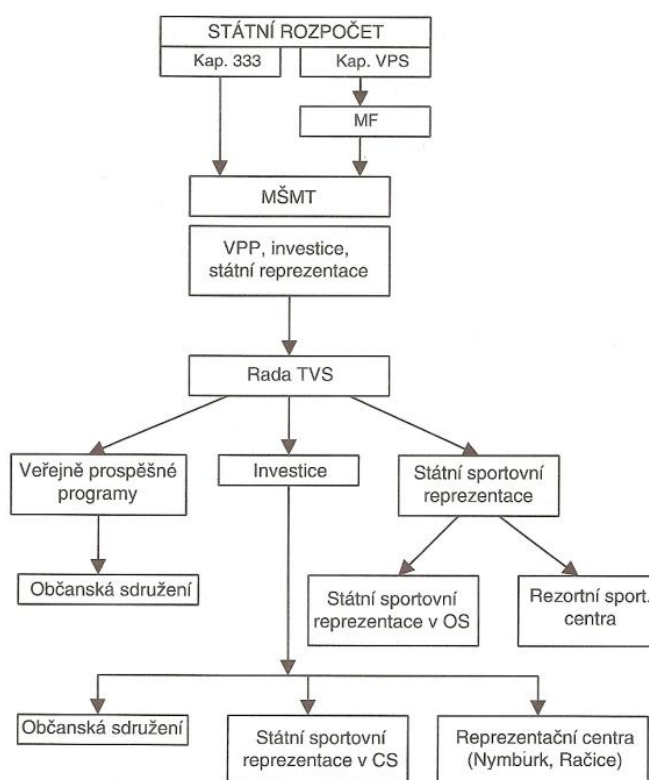 STÁTNÍ ROZPOČET
Kap. 333
Kap. VPS
MF
MŠMT
VPP, investice,
státní reprezentace
Rada TVS
Veřejně prospěšné
programy
Investice
Státní sportovní
reprezentace
Občanská sdružení
Státní sportovní
reprezentace v OS
Rezortní sport.
centra
Občanská sdružení
Státní sportovní
reprezentace v CS
Reprezentační centra
(Nymburk, Račice)